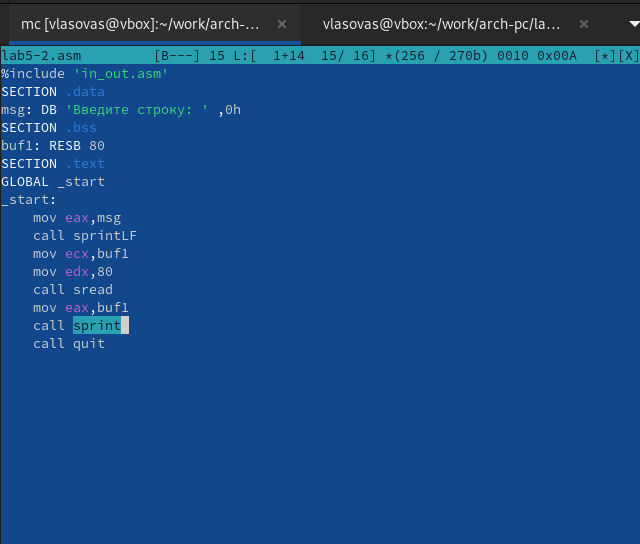 mc [vlasovas@vbox]:~/work/arch-... × vlasovas@vbox:~/work/arch-pc/la... ×
lab5-2.asm [B---] 15 L:[ 1+14 15/ 16] *(256 / 270b) 0010 0x00A [*][X]
%include 'in_out.asm'
SECTION .data
msg: DB 'Введите строку: ' ,0h
SECTION .bss
buf1: RESB 80
SECTION .text
GLOBAL _start
_start:
    mov eax,msg
    call sprintLF
    mov ecx,buf1
    mov edx,80
    call sread
    mov eax,buf1
    call sprint
    call quit